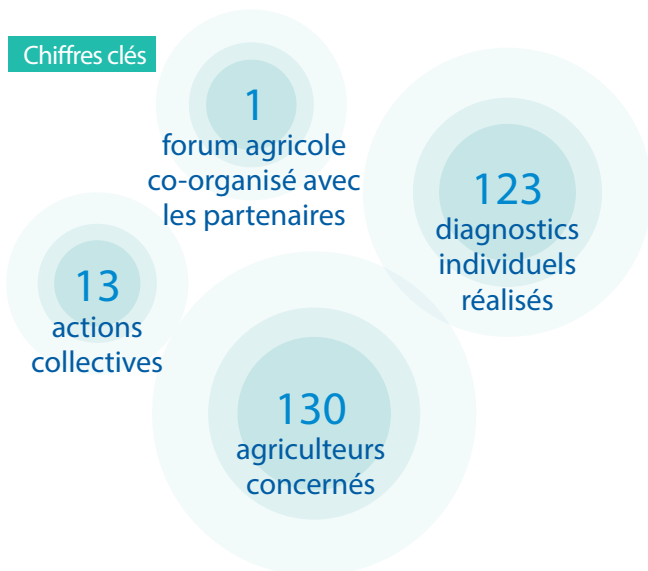 Chiffres clés
1
forum agricole
co-organisé avec
les partenaires
123
diagnostics
individuels
réalisés
13
actions
collectives
130
agriculteurs
concernés